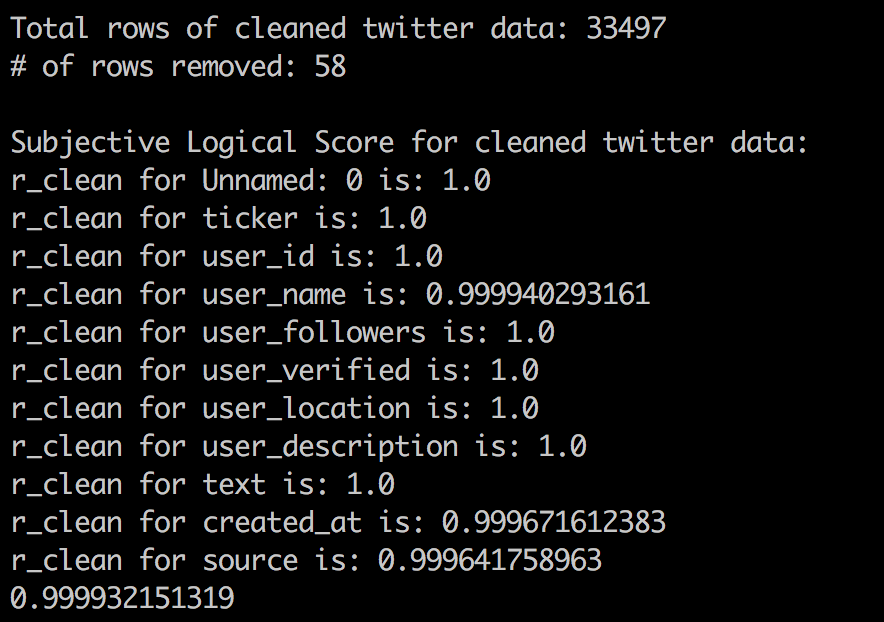 Total rows of cleaned twitter data: 33497
# of rows removed: 58
Subjective Logical Score for cleaned twitter data:
r_clean for Unnamed: 0 is: 1.0
r_clean for ticker is: 1.0
r_clean for user_id is: 1.0
r_clean for user_name is: 0.999940293161
r_clean for user_followers is: 1.0
r_clean for user_verified is: 1.0
r_clean for user_location is: 1.0
r_clean for user_description is: 1.0
r_clean for text is: 1.0
r_clean for created_at is: 0.999671612383
r_clean for source is: 0.999641758963
0.999932151319